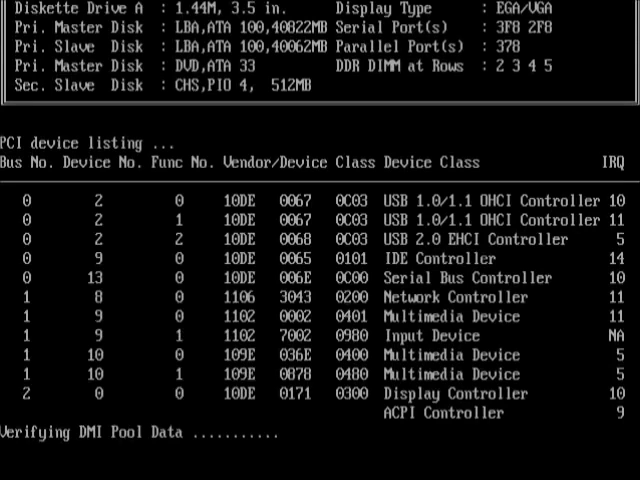 Diskette Drive A : 1.44M, 3.5 in. Display Type : EGA/VGA
Pri. Master Disk : LBA,ATA 100,40822MB Serial Port(s) : 3F8 2F8
Pri. Slave Disk : LBA,ATA 100,40062MB Parallel Port(s) : 378
Pri. Master Disk : DVD,ATA 33 DDR DIMM at Rows : 2 3 4 5
Sec. Slave Disk : CHS,PIO 4, 512MB
PCI device listing ...
Bus No. Device No. Func No. Vendor/Device Class Device Class IRQ
0 2 0 10DE 0067 0C03 USB 1.0/1.1 OHCI Controller 10
0 2 1 10DE 0067 0C03 USB 1.0/1.1 OHCI Controller 11
0 2 2 10DE 0068 0C03 USB 2.0 EHCI Controller 5
0 9 0 10DE 0065 0101 IDE Controller 14
0 13 0 10DE 006E 0C00 Serial Bus Controller 10
1 8 0 1106 3043 0200 Network Controller 11
1 9 0 1102 0002 0401 Multimedia Device 11
1 9 1 1102 7002 0980 Input Device NA
1 10 0 109E 036E 0400 Multimedia Device 5
1 10 1 109E 0878 0480 Multimedia Device 5
2 0 0 10DE 0171 0300 Display Controller 10
ACPI Controller 9
Verifying DMI Pool Data ...........